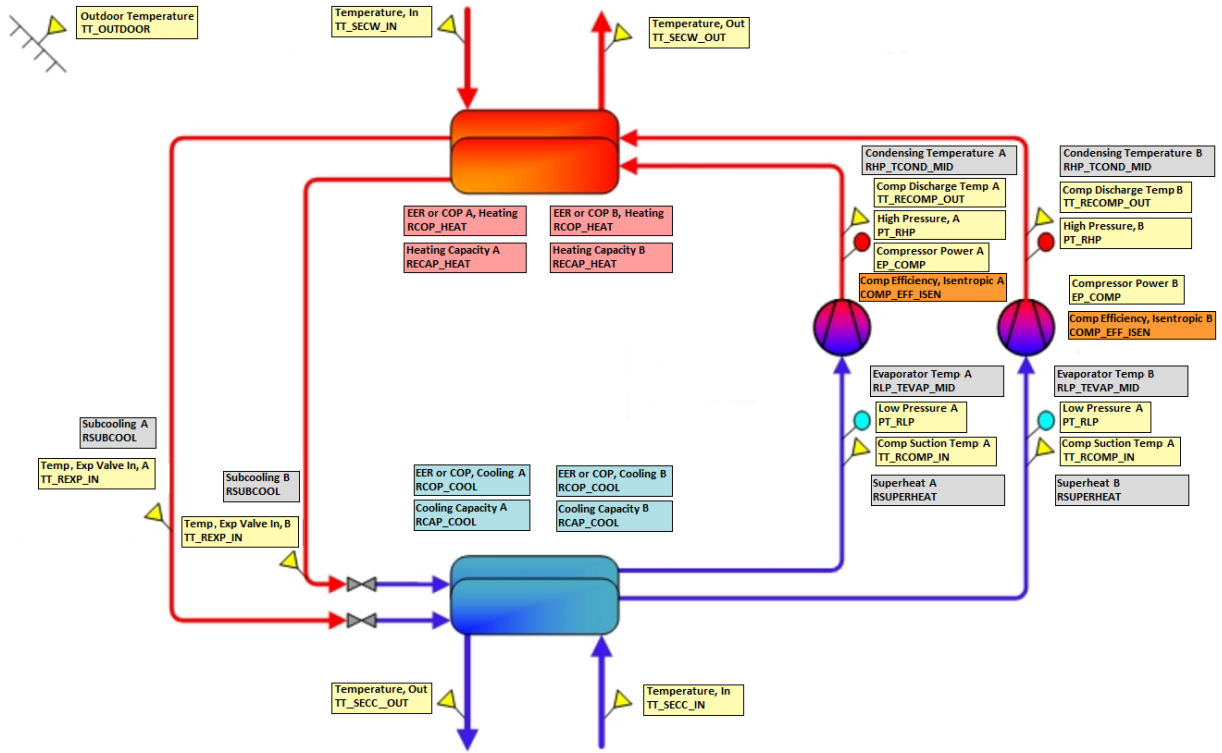 Outdoor Temperature
TT_OUTDOOR
Temperature, In
TT_SECW_IN
Temperature, Out
TT_SECW_OUT
Condensing Temperature A
RHP_TCOND_MID
Condensing Temperature B
RHP_TCOND_MID
Comp Discharge Temp A
TT_RECOMP_OUT
Comp Discharge Temp B
TT_RECOMP_OUT
High Pressure, A
PT_RHP
High Pressure, B
PT_RHP
EER or COP A, Heating
RCOP_HEAT
EER or COP B, Heating
RCOP_HEAT
Heating Capacity A
RECAP_HEAT
Heating Capacity B
RECAP_HEAT
Compressor Power A
EP_COMP
Compressor Power B
EP_COMP
Comp Efficiency, Isentropic A
COMP_EFF_ISEN
Comp Efficiency, Isentropic B
COMP_EFF_ISEN
Evaporator Temp A
RLP_TEVAP_MID
Evaporator Temp B
RLP_TEVAP_MID
Low Pressure A
PT_RLP
Low Pressure A
PT_RLP
Comp Suction Temp A
TT_RCOMP_IN
Comp Suction Temp A
TT_RCOMP_IN
Superheat A
RSUPERHEAT
Superheat B
RSUPERHEAT
Subcooling A
RSUBCOOL
Temp, Exp Valve In, A
TT_REXP_IN
Subcooling B
RSUBCOOL
Temp, Exp Valve In, B
TT_REXP_IN
EER or COP, Cooling A
RCOP_COOL
EER or COP, Cooling B
RCOP_COOL
Cooling Capacity A
RCAP_COOL
Cooling Capacity B
RCAP_COOL
Temperature, Out
TT_SECC_OUT
Temperature, In
TT_SECC_IN